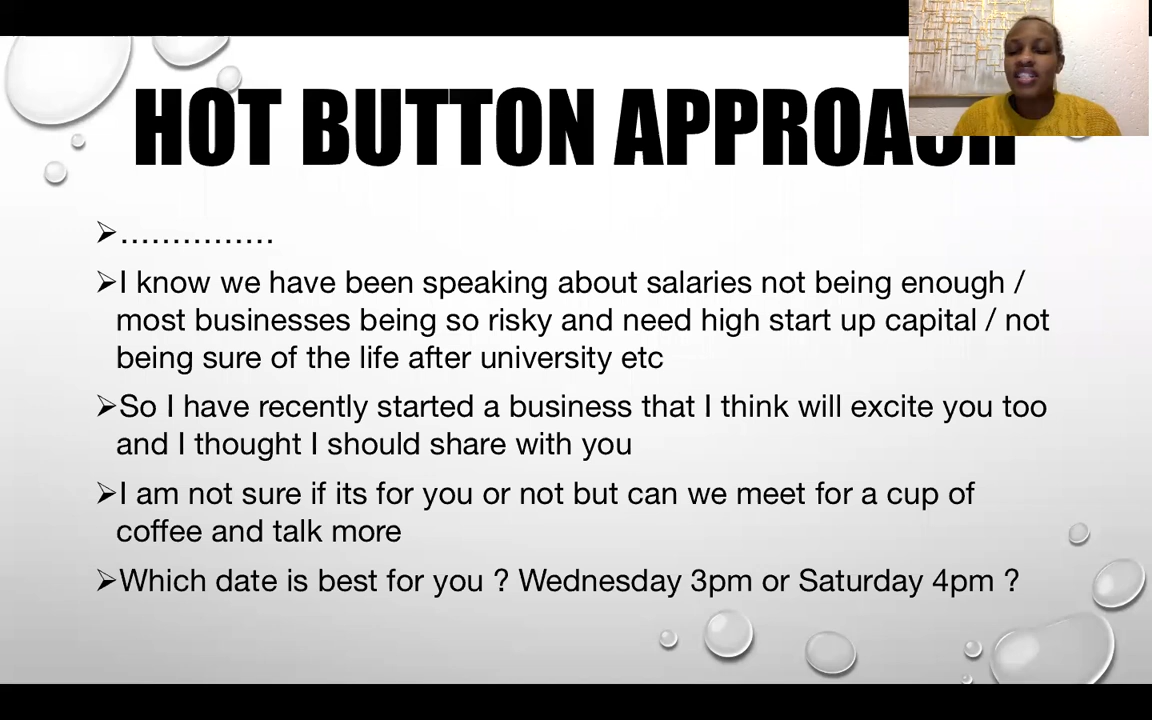 HOT BUTTON APPROACH
➢...............
➢I know we have been speaking about salaries not being enough /
most businesses being so risky and need high start up capital / not
being sure of the life after university etc
➢So I have recently started a business that I think will excite you too
and I thought I should share with you
➢I am not sure if its for you or not but can we meet for a cup of
coffee and talk more
➢Which date is best for you ? Wednesday 3pm or Saturday 4pm ?